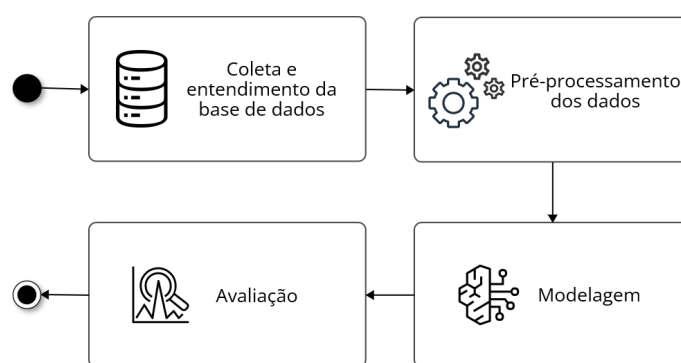 Coleta e
entendimento da
base de dados
Pré-processamento
dos dados
Modelagem
Avaliação